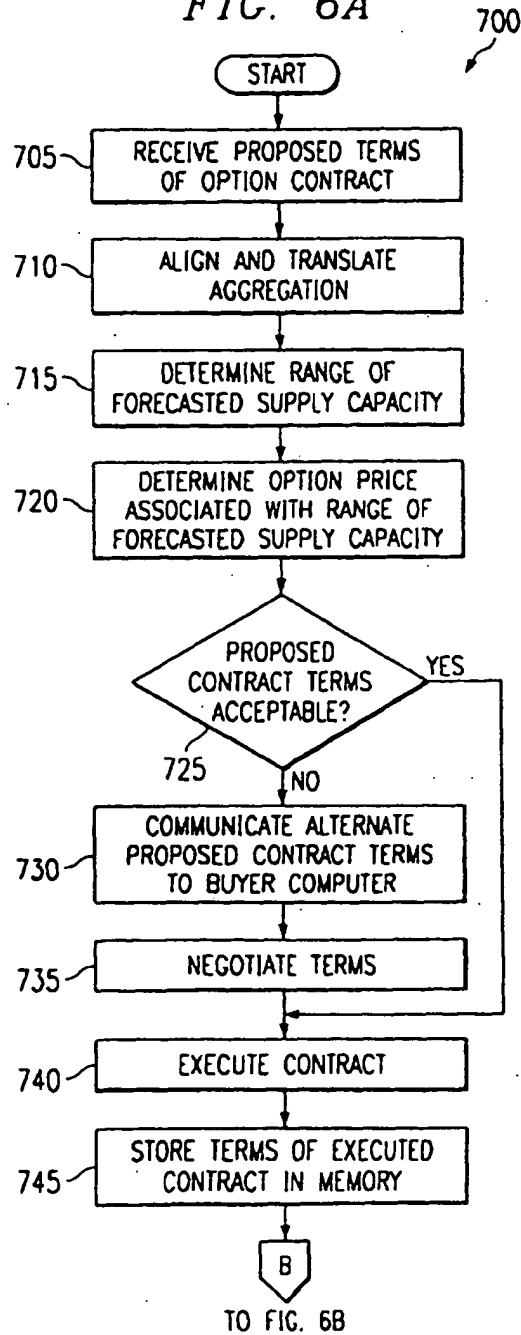 FIG. 6A
700
START
705
RECEIVE PROPOSED TERMS
OF OPTION CONTRACT
710
ALIGN AND TRANSLATE
AGGREGATION
715
DETERMINE RANGE OF
FORECASTED SUPPLY CAPACITY
720
DETERMINE OPTION PRICE
ASSOCIATED WITH RANGE OF
FORECASTED SUPPLY CAPACITY
PROPOSED
CONTRACT TERMS
ACCEPTABLE?
YES
725
NO
730
COMMUNICATE ALTERNATE
PROPOSED CONTRACT TERMS
TO BUYER COMPUTER
735
NEGOTIATE TERMS
740
EXECUTE CONTRACT
745
STORE TERMS OF EXECUTED
CONTRACT IN MEMORY
B
TO FIG. 6B